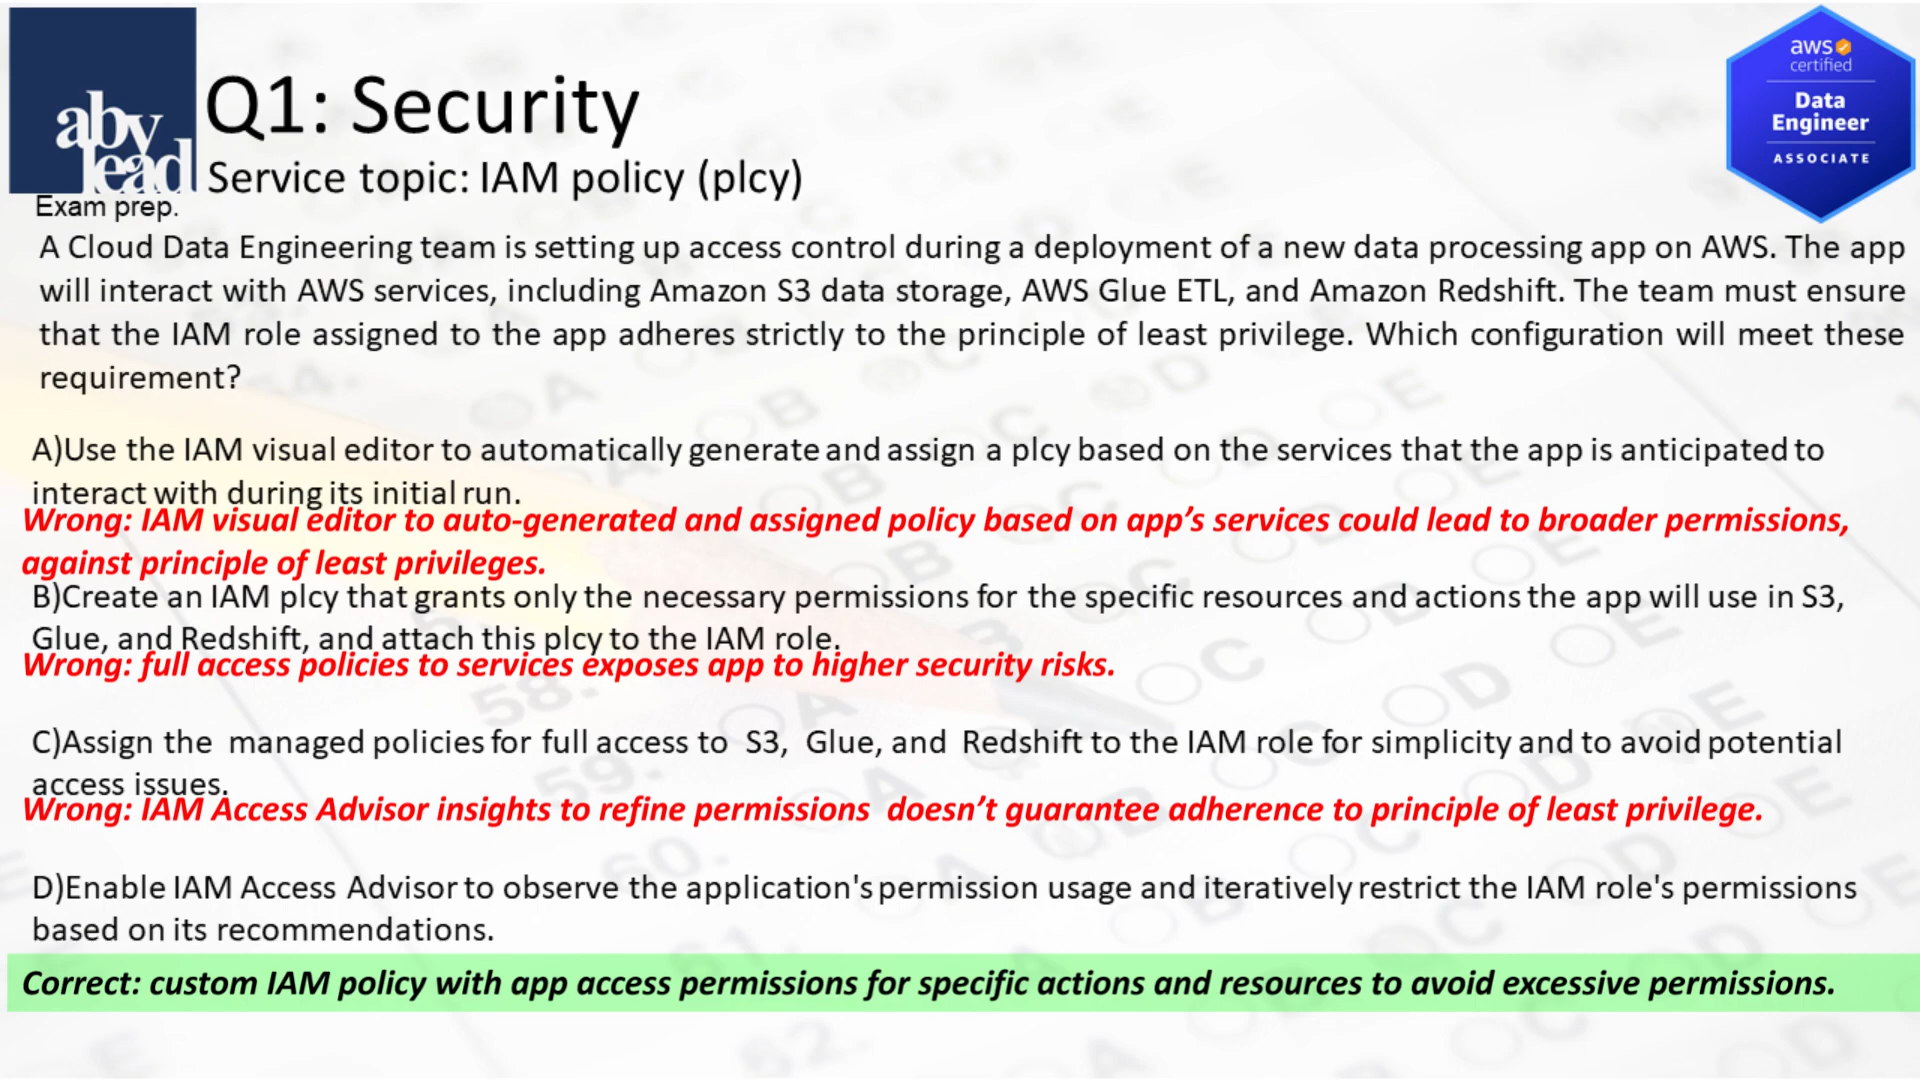 aby
lead
Exam prep.
Q1: Security
Service topic: IAM policy (plcy)
aws
certified
Data
Engineer
ASSOCIATE
A Cloud Data Engineering team is setting up access control during a deployment of a new data processing app on AWS. The app
will interact with AWS services, including Amazon S3 data storage, AWS Glue ETL, and Amazon Redshift. The team must ensure
that the IAM role assigned to the app adheres strictly to the principle of least privilege. Which configuration will meet these
requirement?
A)Use the IAM visual editor to automatically generate and assign a plcy based on the services that the app is anticipated to
interact with during its initial run.
Wrong: IAM visual editor to auto-generated and assigned policy based on app's services could lead to broader permissions,
against principle of least privileges.
B)Create an IAM plcy that grants only the necessary permissions for the specific resources and actions the app will use in S3,
Glue, and Redshift, and attach this plcy to the IAM role.
Wrong: full access policies to services exposes app to higher security risks.
C)Assign the managed policies for full access to S3, Glue, and Redshift to the IAM role for simplicity and to avoid potential
access issues.
Wrong: IAM Access Advisor insights to refine permissions doesn't guarantee adherence to principle of least privilege.
D)Enable IAM Access Advisor to observe the application's permission usage and iteratively restrict the IAM role's permissions
based on its recommendations.
Correct: custom IAM policy with app access permissions for specific actions and resources to avoid excessive permissions.